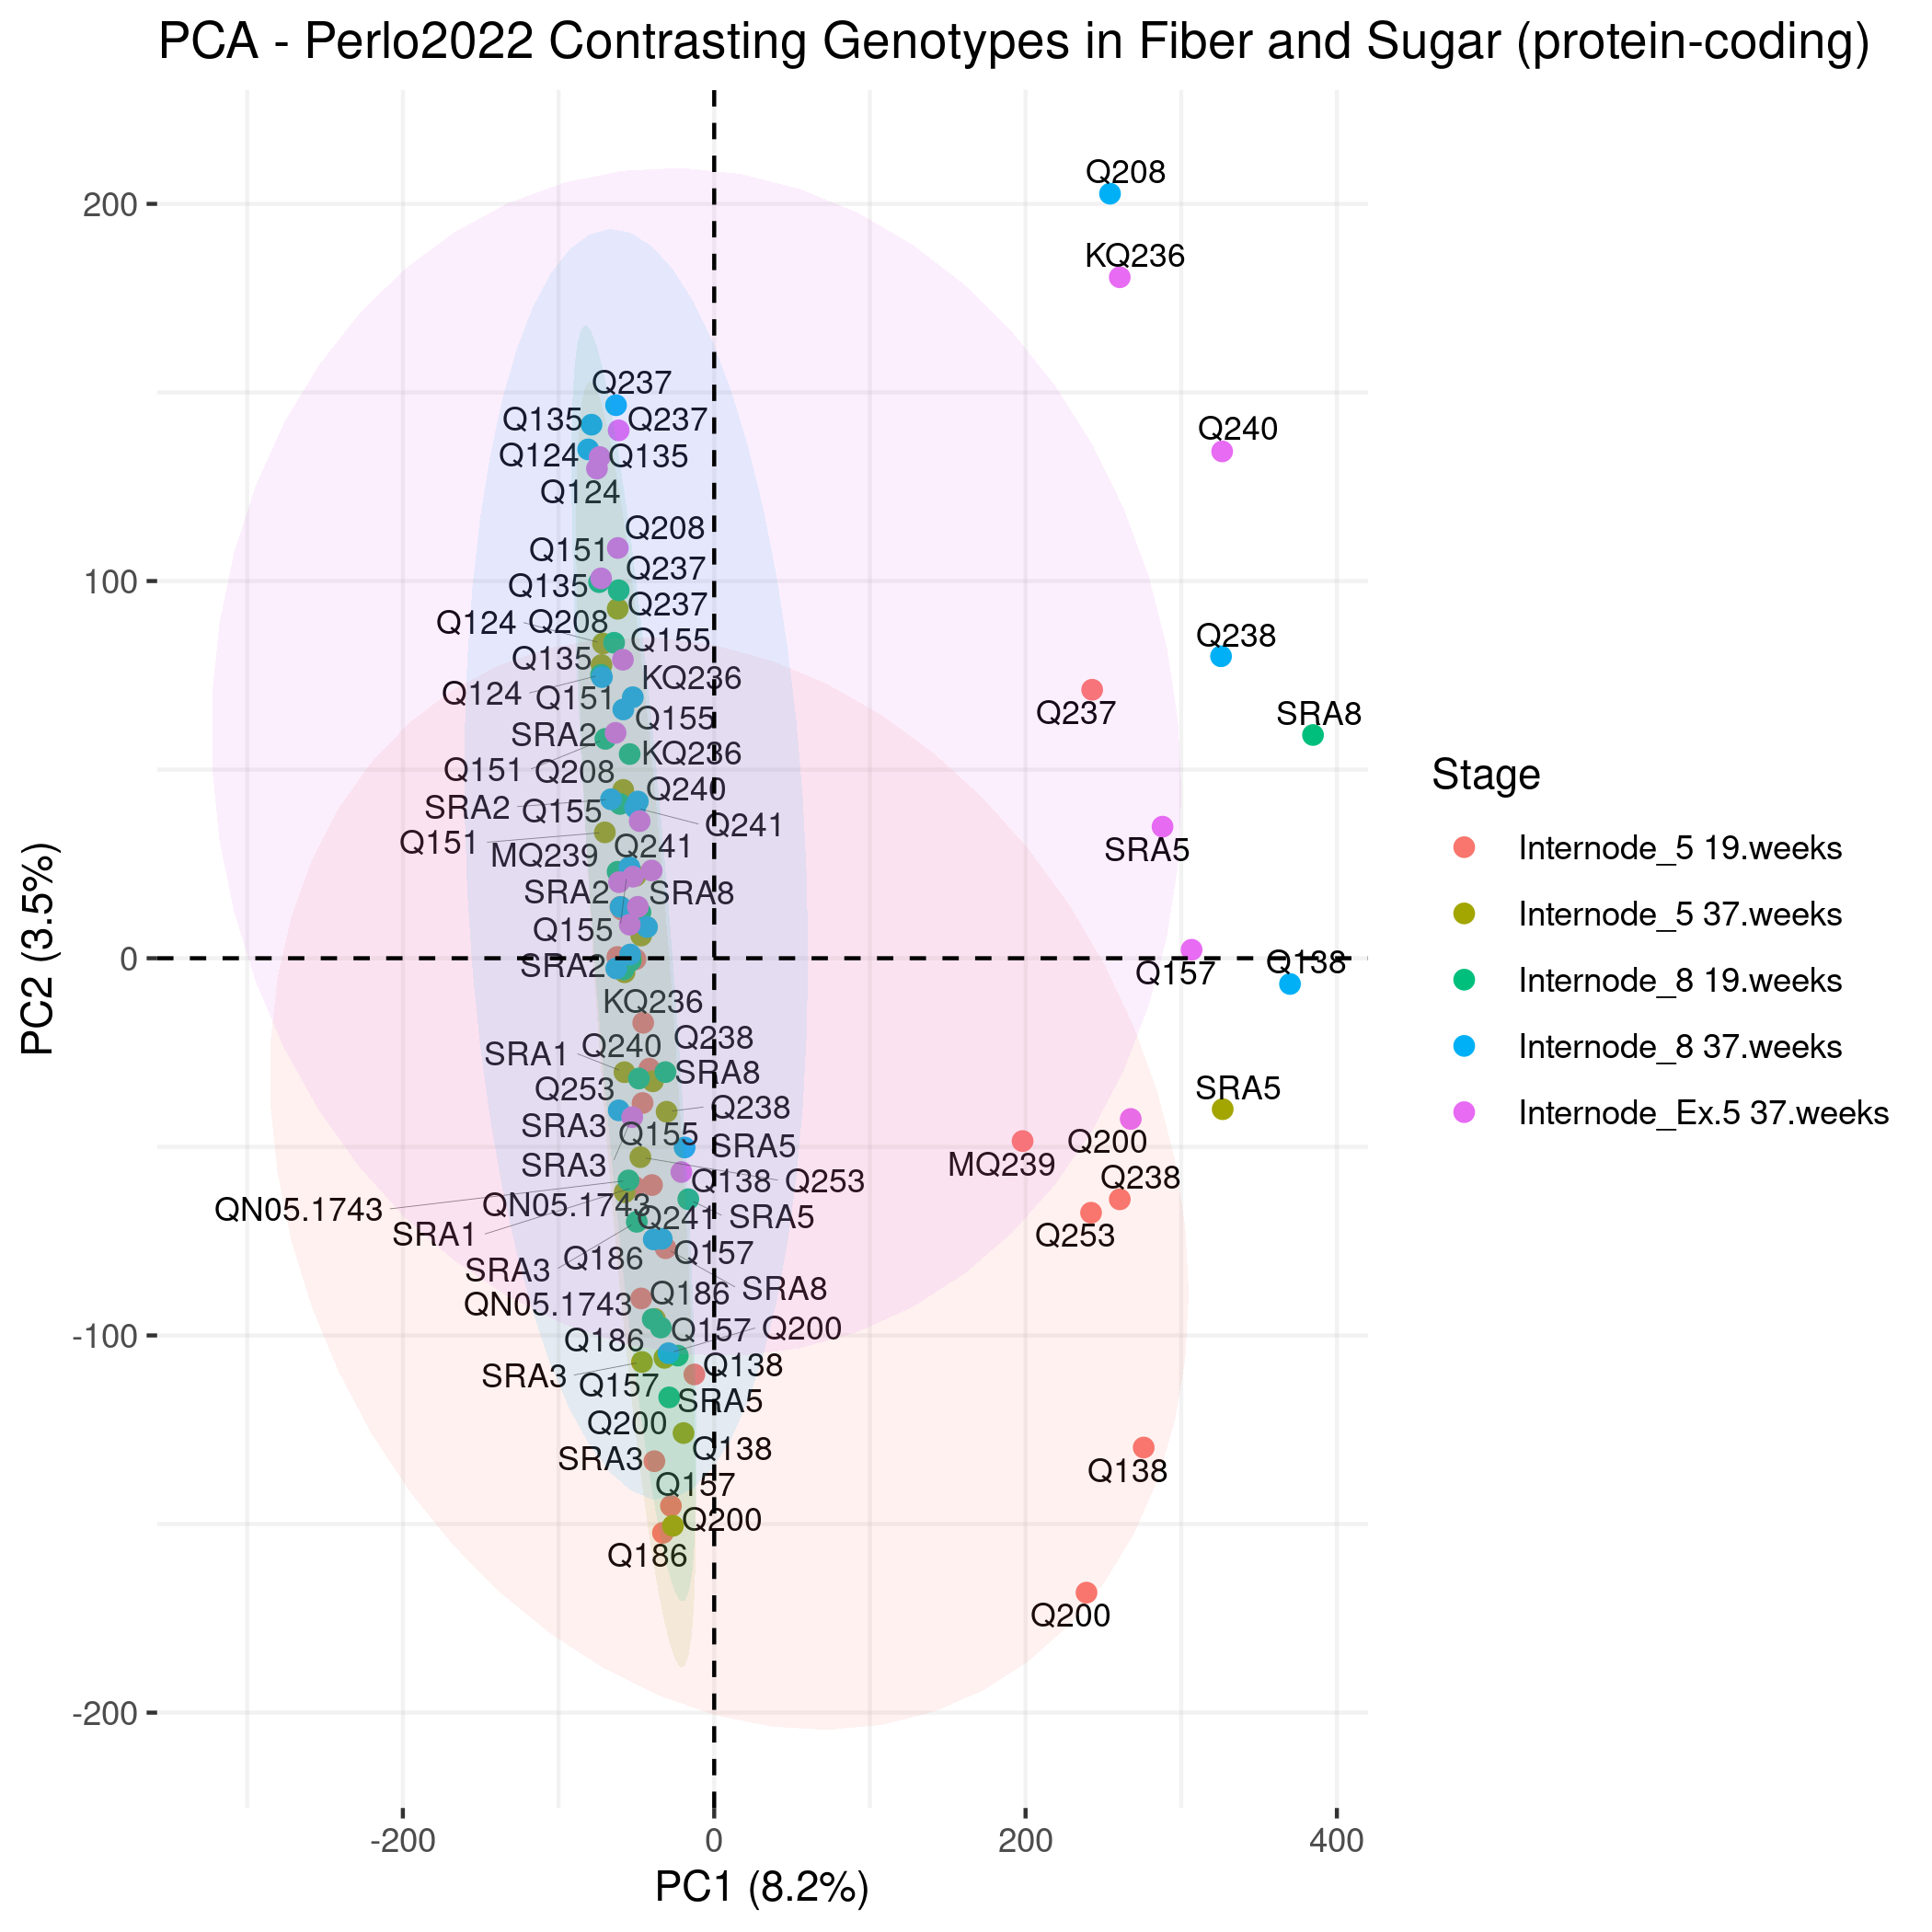 PCA - Perlo2022 Contrasting Genotypes in Fiber and Sugar (protein-coding)
Q208
200
KQ236
Q237
Q135 Q237
Q240
Q124 Q135
Q124
Q208
Q151
Q237
100
Q135
Q237
Q124 Q208
Q155
Q238
Q135
KQ236
Q124 Q151
Q237
SRA8
Q155
SRA2
KQ236
Q151 Q208
Q240
Stage
SRA2 Q155
Q241
Q151
Q241
SRA5
Internode_5 19.weeks
MQ239
SRA2 SRA8
Internode_5 37.weeks
Q155
PC2 (3.5%)
0
SRA2
Q157
Q138
Internode_8 19.weeks
KQ236
Q238
Q240
SRA1
Internode_8 37.weeks
SRA8
Q253
SRA5
Q238
Internode_Ex.5 37.weeks
SRA3 Q155
SRA5
Q200
SRA3
MQ239
Q138 Q253
Q238
QN05.1743 QN05.1743
Q241 SRA5
SRA1
Q253
Q186 Q157
SRA3
SRA8
Q186
QN05.1743
-100
Q157 Q200
Q186
Q138
SRA3 Q157
SRA5
Q200
Q138
SRA3
Q138
Q157
Q200
Q186
Q200
-200
-200 0 200 400
PC1 (8.2%)